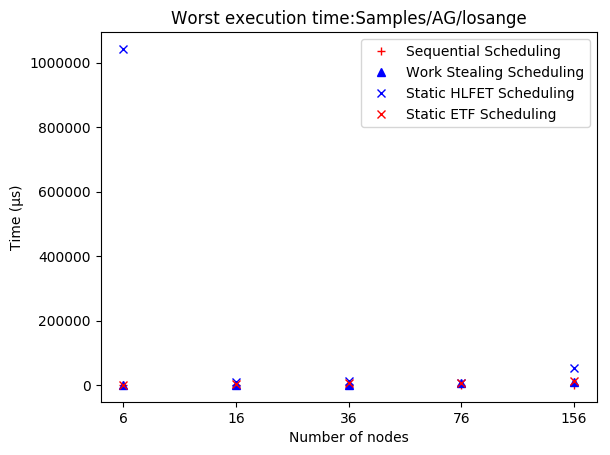 Worst execution time:Samples/AG/losange
Sequential Scheduling
Work Stealing Scheduling
Static HLFET Scheduling
Static ETF Scheduling
Time (µs)
1000000
800000
600000
400000
200000
0
6 16 36 76 156
Number of nodes